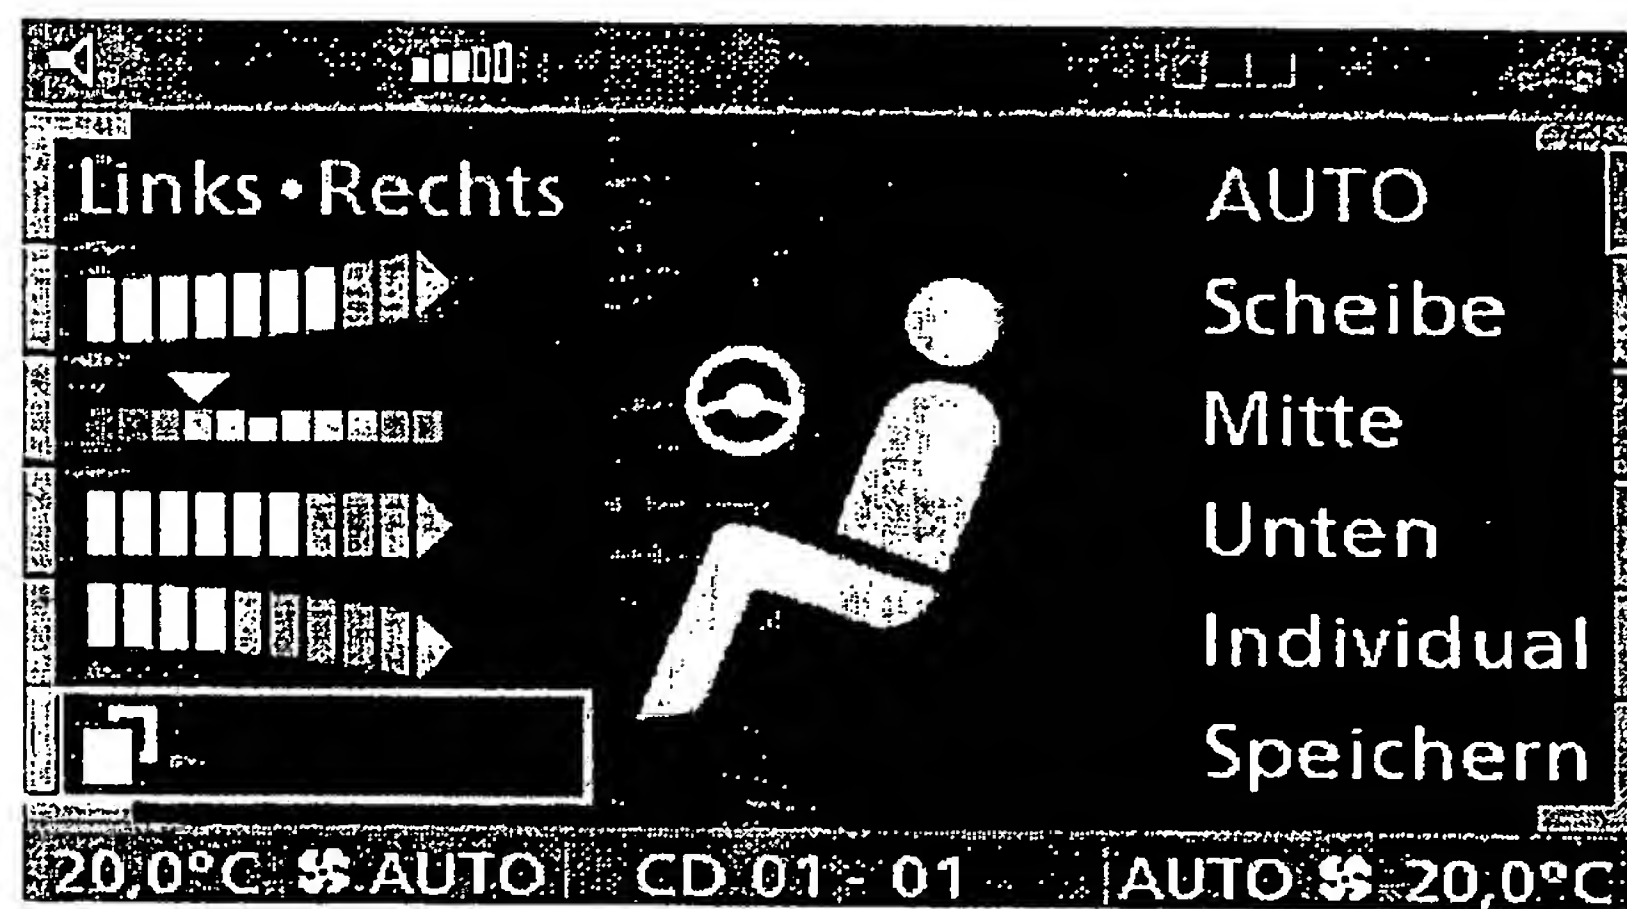 Links • Rechts
AUTO
Scheibe
Mitte
Unten
Individual
Speichern
20,0°C AUTO CD 01 - 01 AUTO 20,0°C